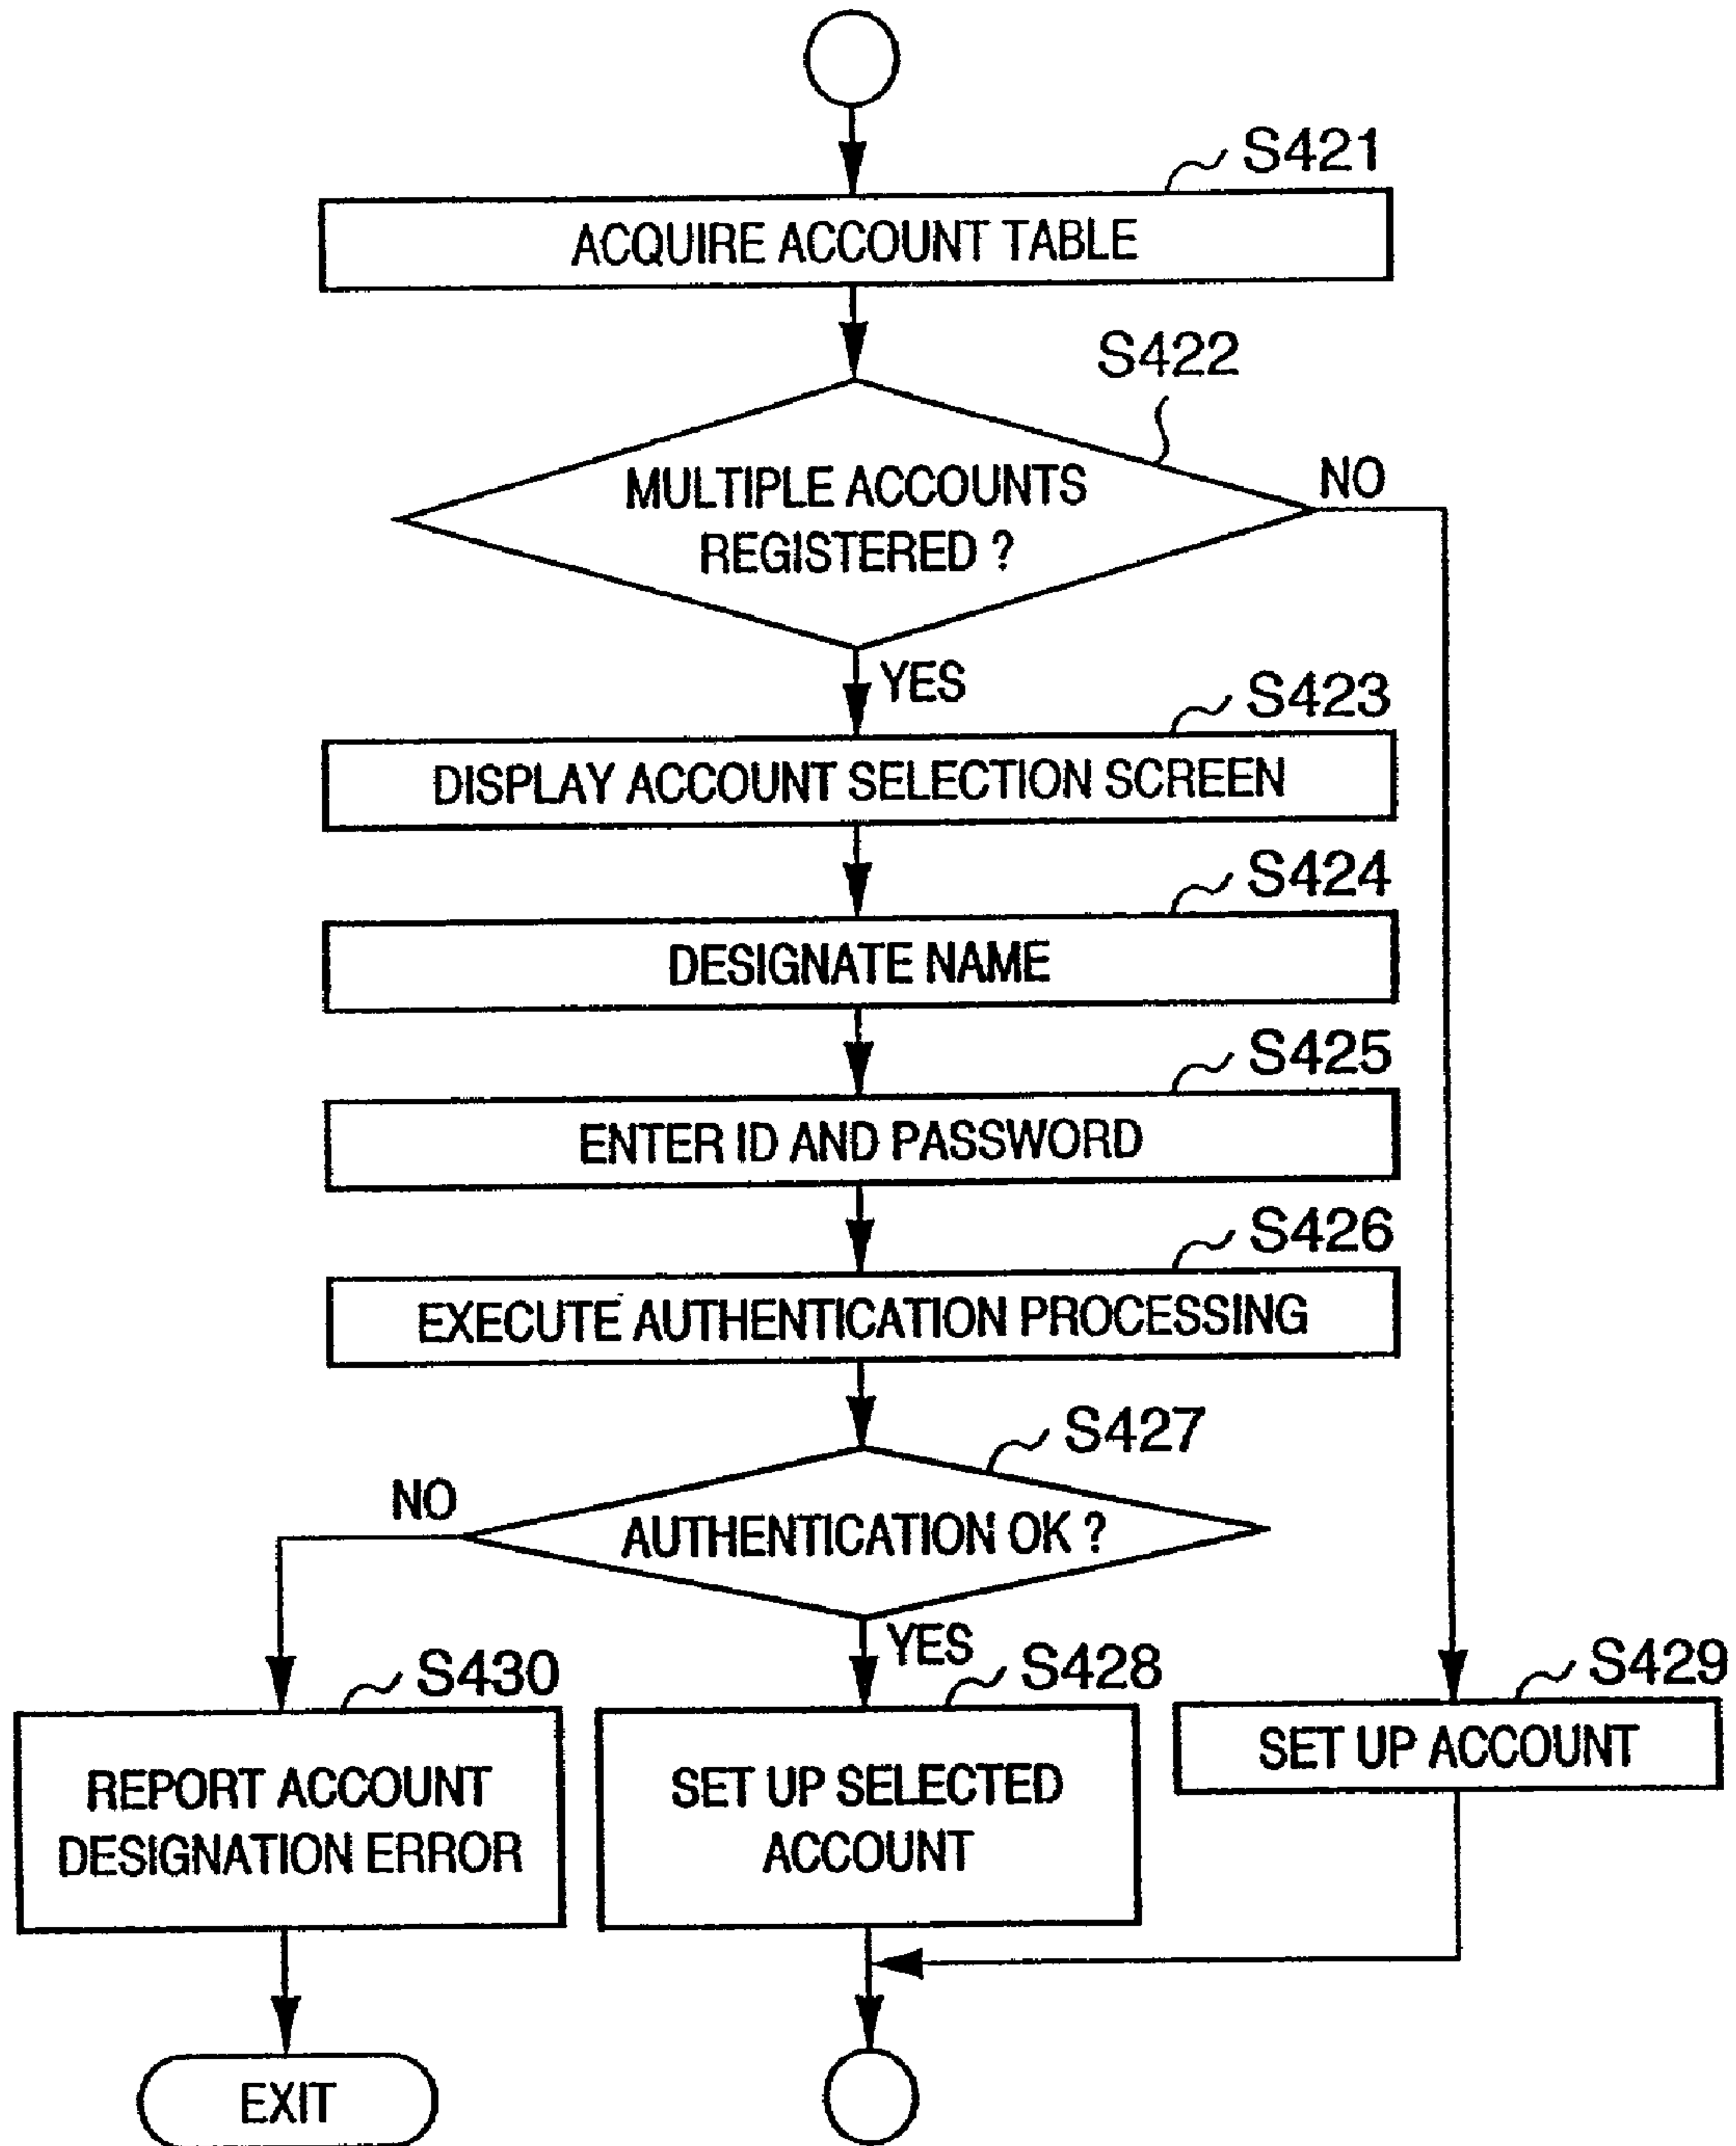 S421
ACQUIRE ACCOUNT TABLE
S422
MULTIPLE ACCOUNTS
REGISTERED ?
NO
YES
S423
DISPLAY ACCOUNT SELECTION SCREEN
S424
DESIGNATE NAME
S425
ENTER ID AND PASSWORD
S426
EXECUTE AUTHENTICATION PROCESSING
S427
NO
AUTHENTICATION OK ?
YES
S430
REPORT ACCOUNT
DESIGNATION ERROR
S428
SET UP SELECTED
ACCOUNT
S429
SET UP ACCOUNT
EXIT